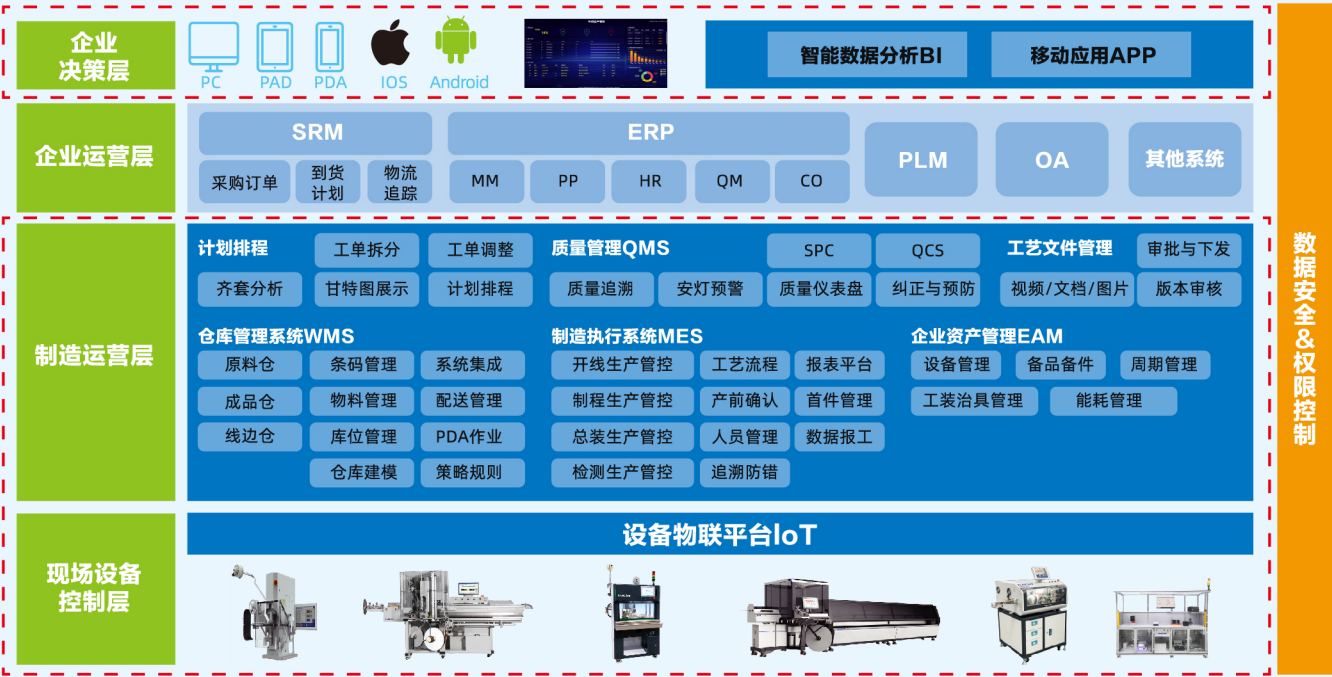 企业
决策层
PC
PAD
PDA
IOS
Android
智能数据分析BI
移动应用APP
企业运营层
SRM
采购订单
到货
计划
物流
追踪
ERP
MM
PP
HR
QM
CO
PLM
OA
其他系统
制造运营层
计划排程
工单拆分
工单调整
齐套分析
甘特图展示
计划排程
质量管理QMS
SPC
QCS
质量追溯
安灯预警
质量仪表盘
纠正与预防
工艺文件管理
审批与下发
视频/文档/图片
版本审核
仓库管理系统WMS
原料仓
条码管理
系统集成
成品仓
物料管理
配送管理
线边仓
库位管理
PDA作业
仓库建模
策略规则
制造执行系统MES
开线生产管控
工艺流程
报表平台
制程生产管控
产前确认
首件管理
总装生产管控
人员管理
数据报工
检测生产管控
追溯防错
企业资产管理EAM
设备管理
备品备件
周期管理
工装治具管理
能耗管理
现场设备
控制层
设备物联平台IoT
数据安全&权限控制